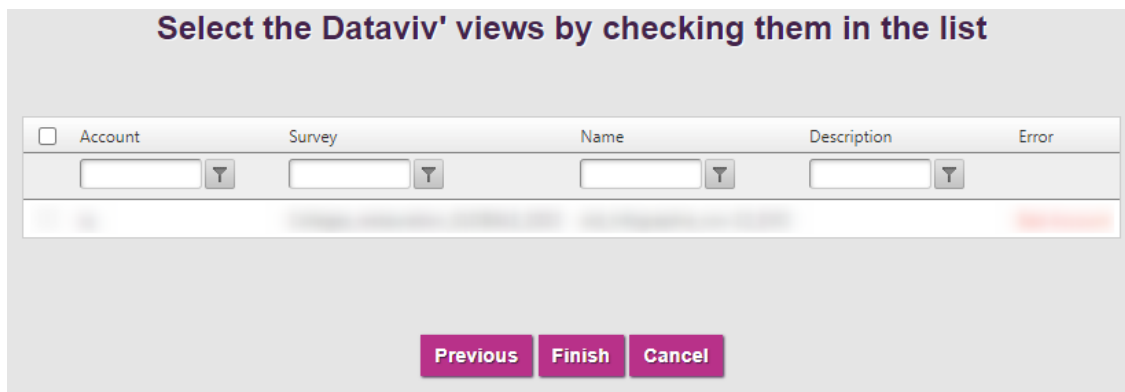 Select the Dataviv' views by checking them in the list
Account Survey Name Description Error
Previous Finish Cancel